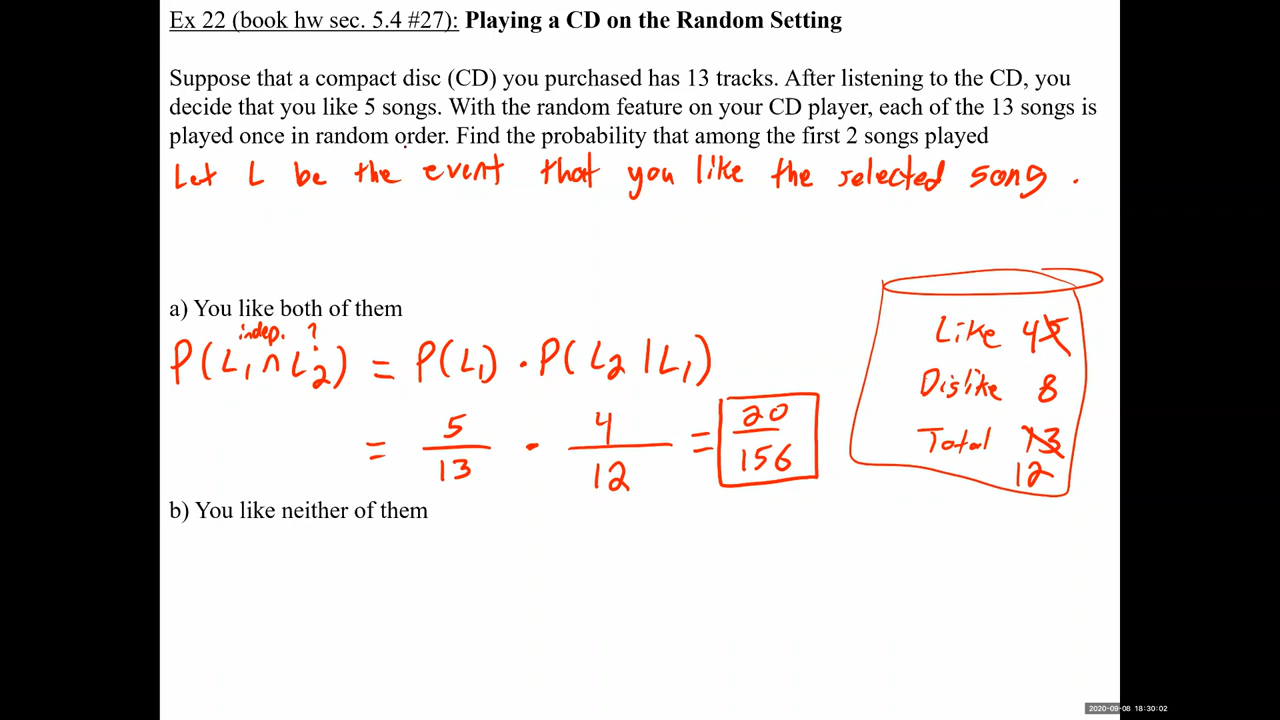 Ex 22 (book hw sec. 5.4 #27): Playing a CD on the Random Setting
Suppose that a compact disc (CD) you purchased has 13 tracks. After listening to the CD, you
decide that you like 5 songs. With the random feature on your CD player, each of the 13 songs is
played once in random order. Find the probability that among the first 2 songs played
Let L be the event that you like the selected song.
a) You like both of them
indep. ?
P(L₁ ∩ L₂) = P(L₁) · P(L₂ | L₁)
= 5/13 · 4/12 = 20/156
Like 4 5
Dislike 8
Total 13
12
b) You like neither of them
2020-09-08 18:30:02